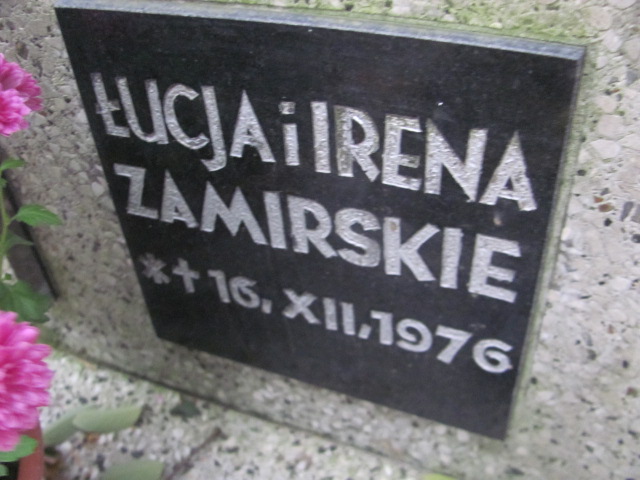 ŁUCJA i IRENA
ZAMIRSKIE
* † 16, XII, 1976